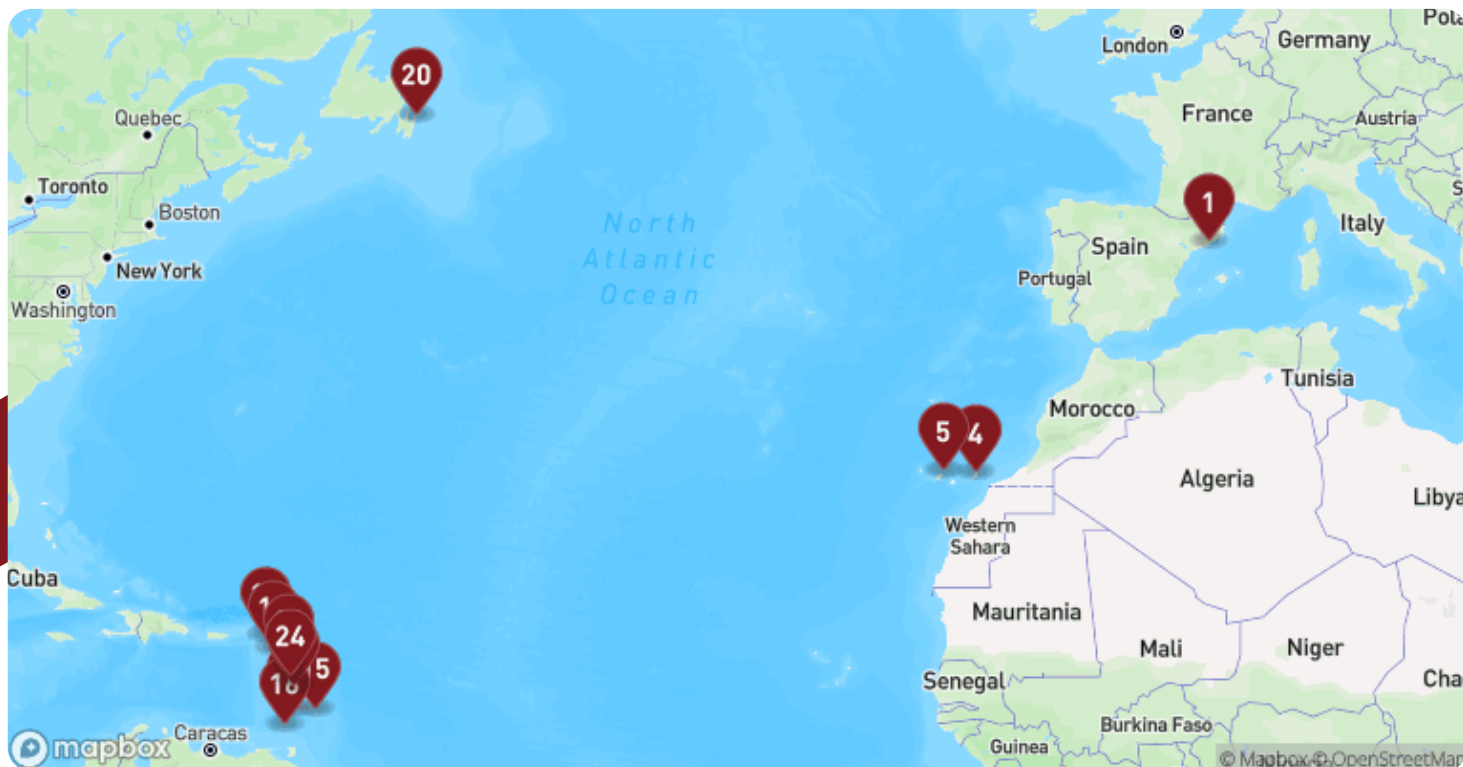 Pola
London
Germany
20
France
Quebec
Austria
Toronto
1
Boston
North
Atlantic
Ocean
Italy
Spain
New York
Portugal
Washington
Tunisia
Morocco
5
4
Algeria
Libya
Western
Sahara
Cuba
Mauritania
24
Mali
Niger
5
Senegal
Cha
Burkina Faso
Caracas
Guinea
mapbox
© Mapbox © OpenStreetMap